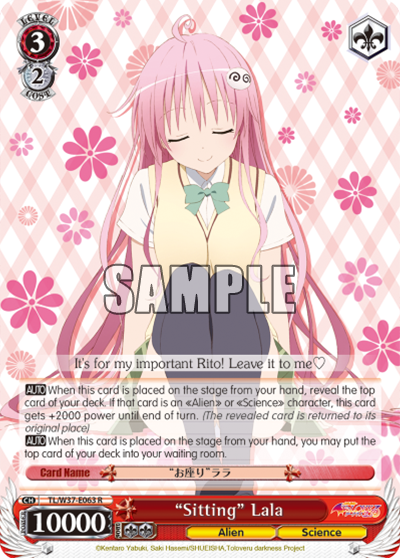 LEVEL
3
2
COST
SAMPLE
It's for my important Rito! Leave it to me♡
AUTO When this card is placed on the stage from your hand, reveal the top
card of your deck. If that card is an «Alien» or «Science» character, this card
gets +2000 power until end of turn. (The revealed card is returned to its
original place)
AUTO When this card is placed on the stage from your hand, you may put the
top card of your deck into your waiting room.
Card Name
"お座り"ララ
CH TL/W37-E063 R
POWER 10000
"Sitting" Lala
Alien
Science
©Kentaro Yabuki, Saki Hasemi/SHUEISHA,Toloveru darkness Project